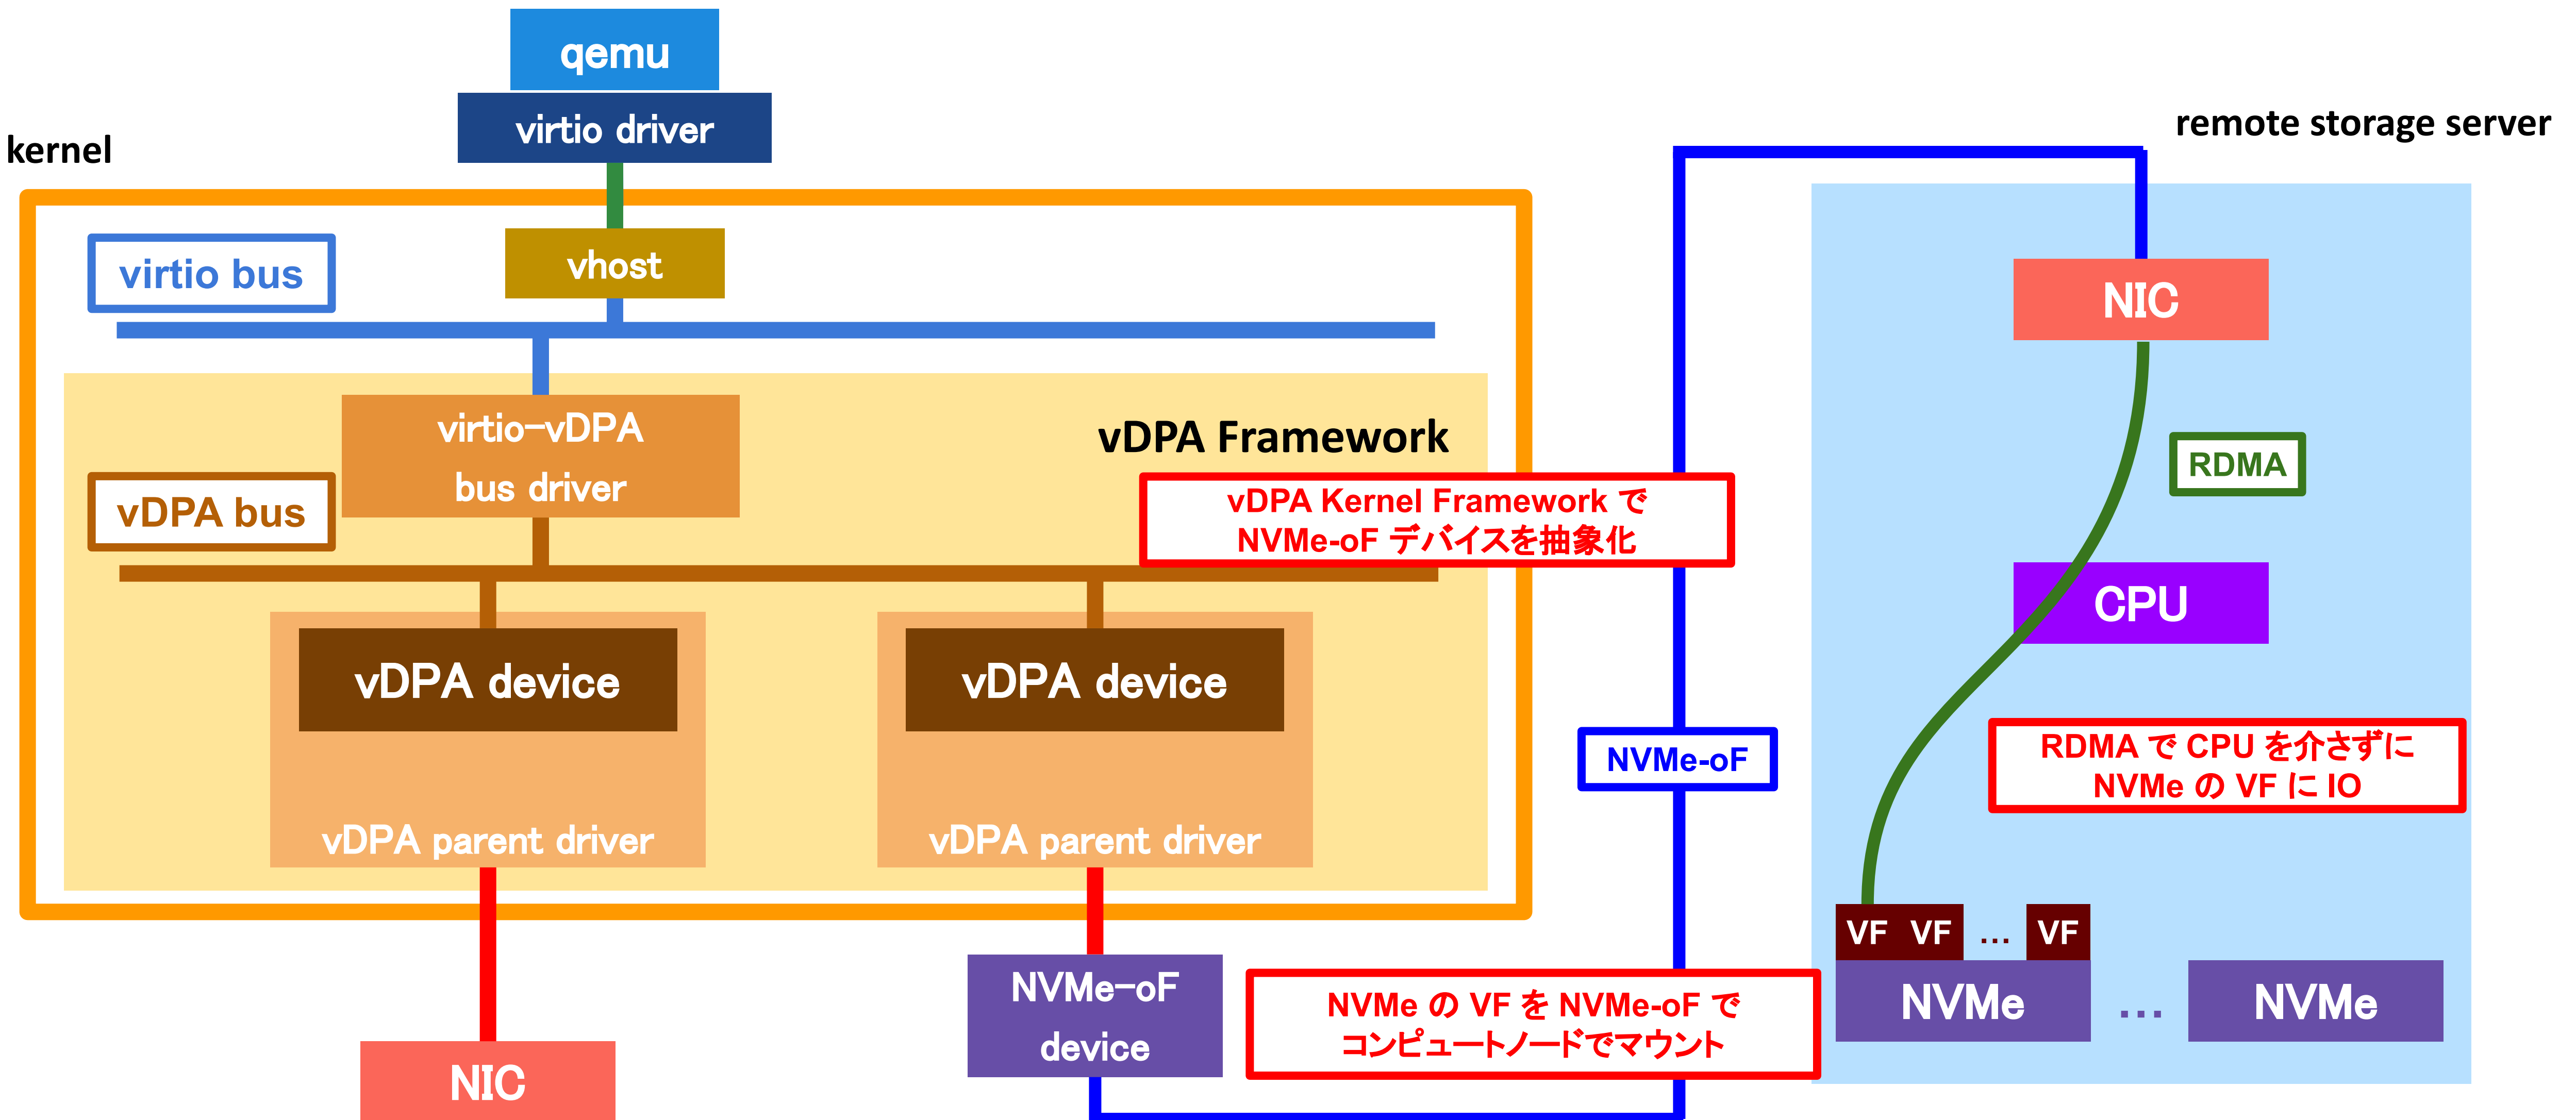 qemu
virtio driver
kernel
remote storage server
virtio bus
vhost
NIC
virtio-vDPA
bus driver
vDPA Framework
RDMA
vDPA bus
vDPA Kernel Framework で
NVMe-oF デバイスを抽象化
CPU
vDPA device
vDPA device
NVMe-oF
RDMA で CPU を介さずに
NVMe の VF に IO
vDPA parent driver
vDPA parent driver
VF VF ... VF
NVMe-oF
device
NVMe の VF を NVMe-oF で
コンピュートノードでマウント
NVMe ... NVMe
NIC